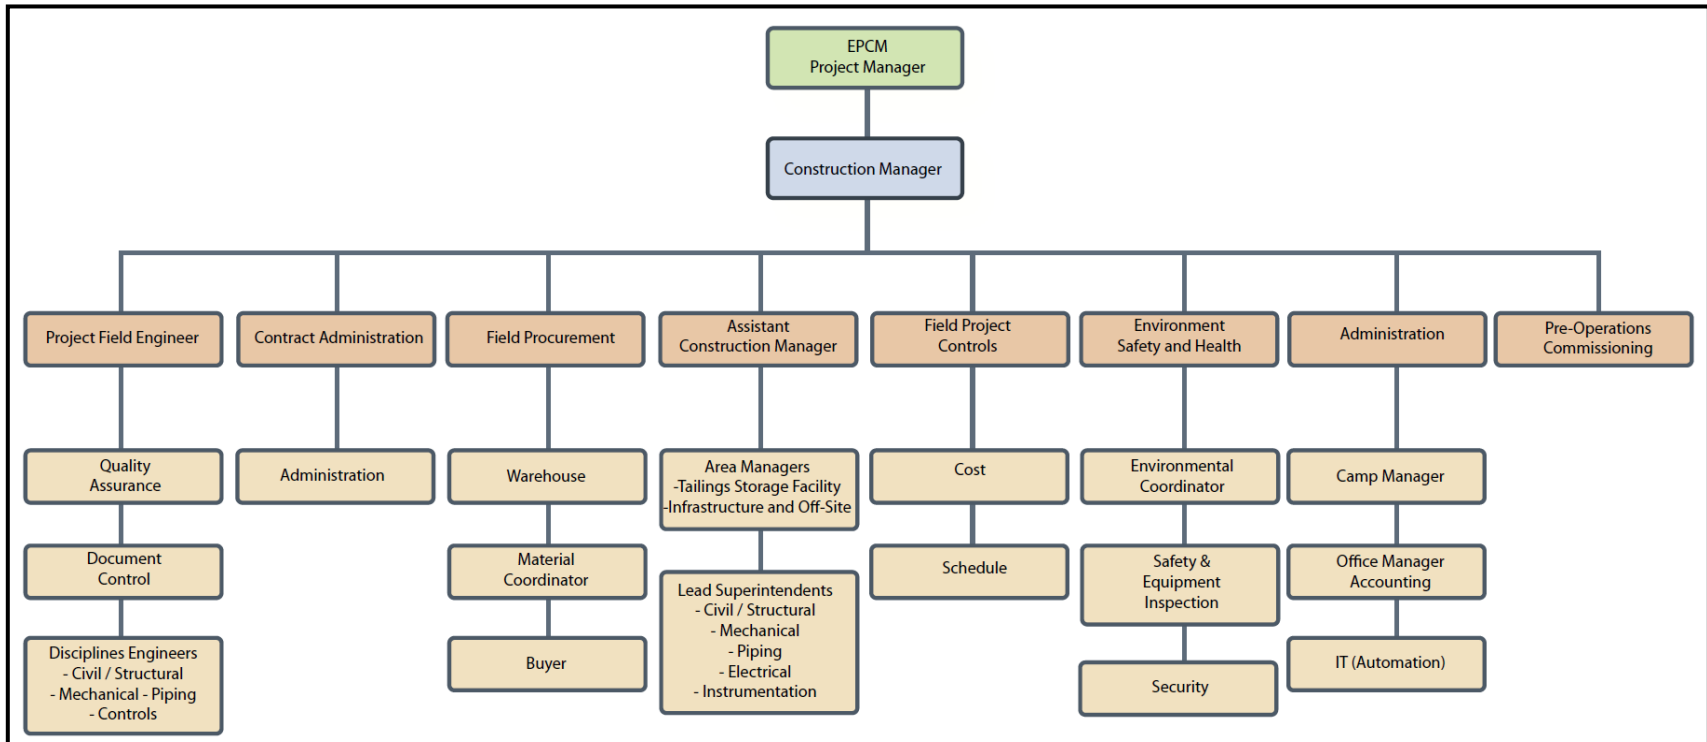 EPCM
Project Manager
Construction Manager
Project Field Engineer
Contract Administration
Field Procurement
Assistant
Construction Manager
Field Project
Controls
Environment
Safety and Health
Administration
Pre-Operations
Commissioning
Quality
Assurance
Administration
Warehouse
Area Managers
-Tailings Storage Facility
-Infrastructure and Off-Site
Cost
Environmental
Coordinator
Camp Manager
Document
Control
Material
Coordinator
Lead Superintendents
- Civil / Structural
- Mechanical
- Piping
- Electrical
- Instrumentation
Schedule
Safety &
Equipment
Inspection
Office Manager
Accounting
Disciplines Engineers
- Civil / Structural
- Mechanical - Piping
- Controls
Buyer
Security
IT (Automation)